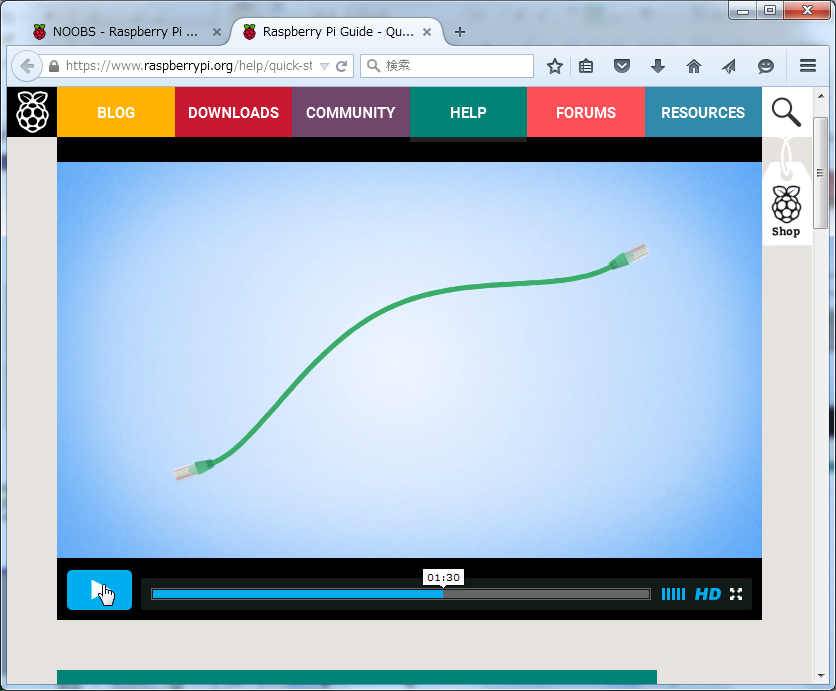 NOOBS - Raspberry Pi ...
Raspberry Pi Guide - Qu...
https://www.raspberrypi.org/help/quick-st
検索
BLOG
DOWNLOADS
COMMUNITY
HELP
FORUMS
RESOURCES
Shop
01:30
HD